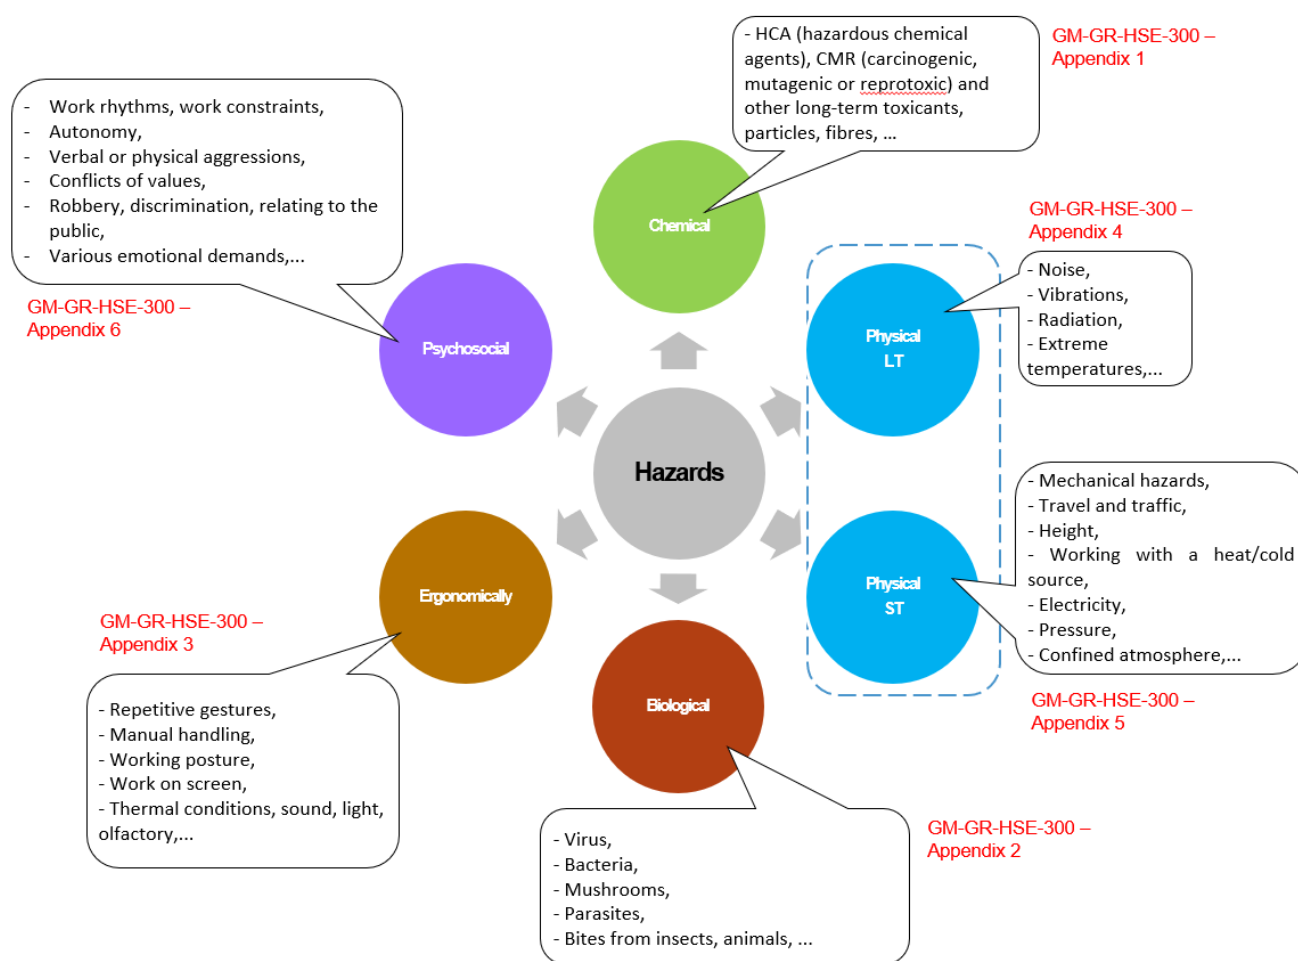 - HCA (hazardous chemical
agents), CMR (carcinogenic,
mutagenic or reprotoxic) and
other long-term toxicants,
particles, fibres, ...
GM-GR-HSE-300 –
Appendix 1
- Work rhythms, work constraints,
- Autonomy,
- Verbal or physical aggressions,
- Conflicts of values,
- Robbery, discrimination, relating to the
public,
- Various emotional demands,...
GM-GR-HSE-300 –
Appendix 6
Chemical
GM-GR-HSE-300 –
Appendix 4
- Noise,
- Vibrations,
- Radiation,
- Extreme
temperatures,...
Psychosocial
Physical
LT
Hazards
- Mechanical hazards,
- Travel and traffic,
- Height,
- Working with a heat/cold
source,
- Electricity,
- Pressure,
- Confined atmosphere,...
GM-GR-HSE-300 –
Appendix 5
Ergonomically
Physical
ST
GM-GR-HSE-300 –
Appendix 3
- Repetitive gestures,
- Manual handling,
- Working posture,
- Work on screen,
- Thermal conditions, sound, light,
olfactory,...
Biological
- Virus,
- Bacteria,
- Mushrooms,
- Parasites,
- Bites from insects, animals, ...
GM-GR-HSE-300 –
Appendix 2